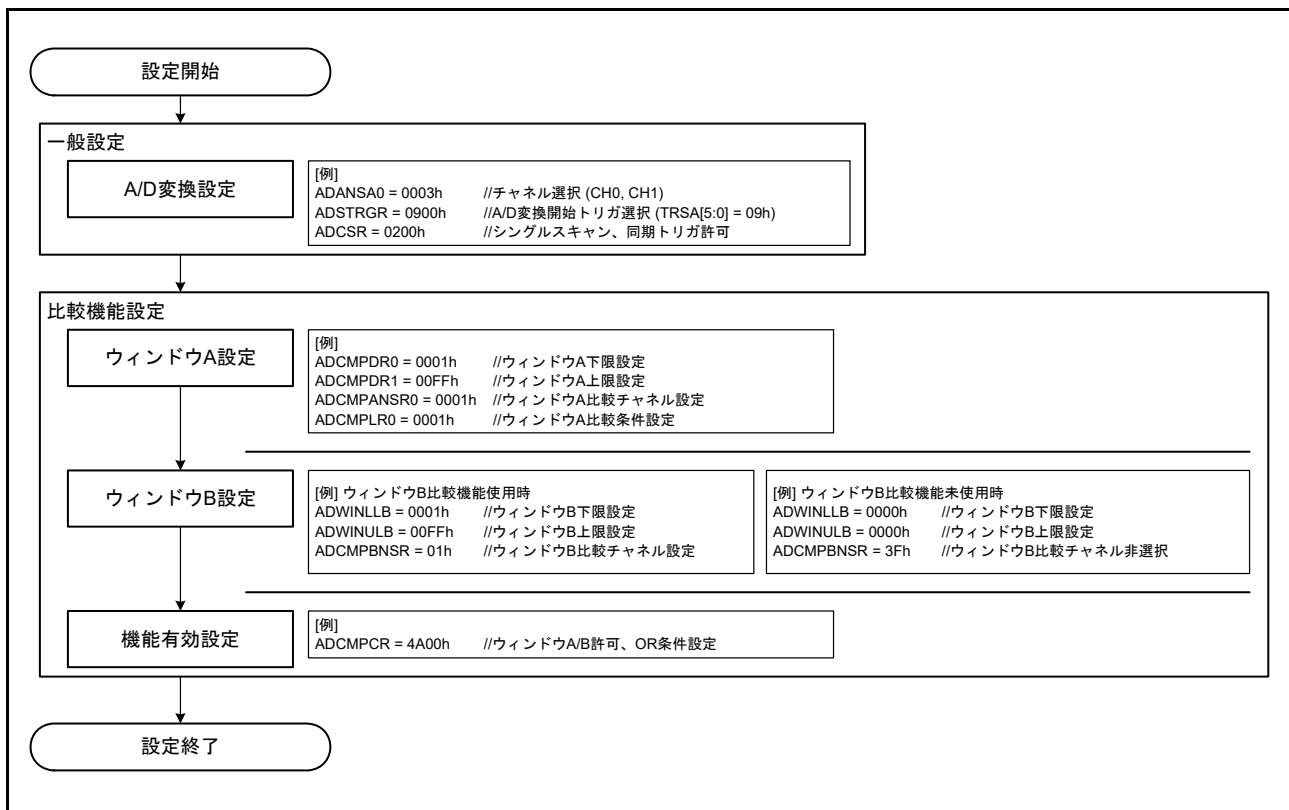 設定開始
一般設定
A/D変換設定
[例]
ADANSA0 = 0003h //チャネル選択 (CH0, CH1)
ADSTRGR = 0900h //A/D変換開始トリガ選択 (TRSA[5:0] = 09h)
ADCSR = 0200h //シングルスキャン、同期トリガ許可
比較機能設定
ウィンドウA設定
[例]
ADCMPDR0 = 0001h //ウィンドウA下限設定
ADCMPDR1 = 00FFh //ウィンドウA上限設定
ADCMPANSR0 = 0001h //ウィンドウA比較チャネル設定
ADCMPLR0 = 0001h //ウィンドウA比較条件設定
ウィンドウB設定
[例] ウィンドウB比較機能使用時
ADWINLLB = 0001h //ウィンドウB下限設定
ADWINULB = 00FFh //ウィンドウB上限設定
ADCMPBNSR = 01h //ウィンドウB比較チャネル設定
[例] ウィンドウB比較機能未使用時
ADWINLLB = 0000h //ウィンドウB下限設定
ADWINULB = 0000h //ウィンドウB上限設定
ADCMPBNSR = 3Fh //ウィンドウB比較チャネル非選択
機能有効設定
[例]
ADCMPCR = 4A00h //ウィンドウA/B許可、OR条件設定
設定終了